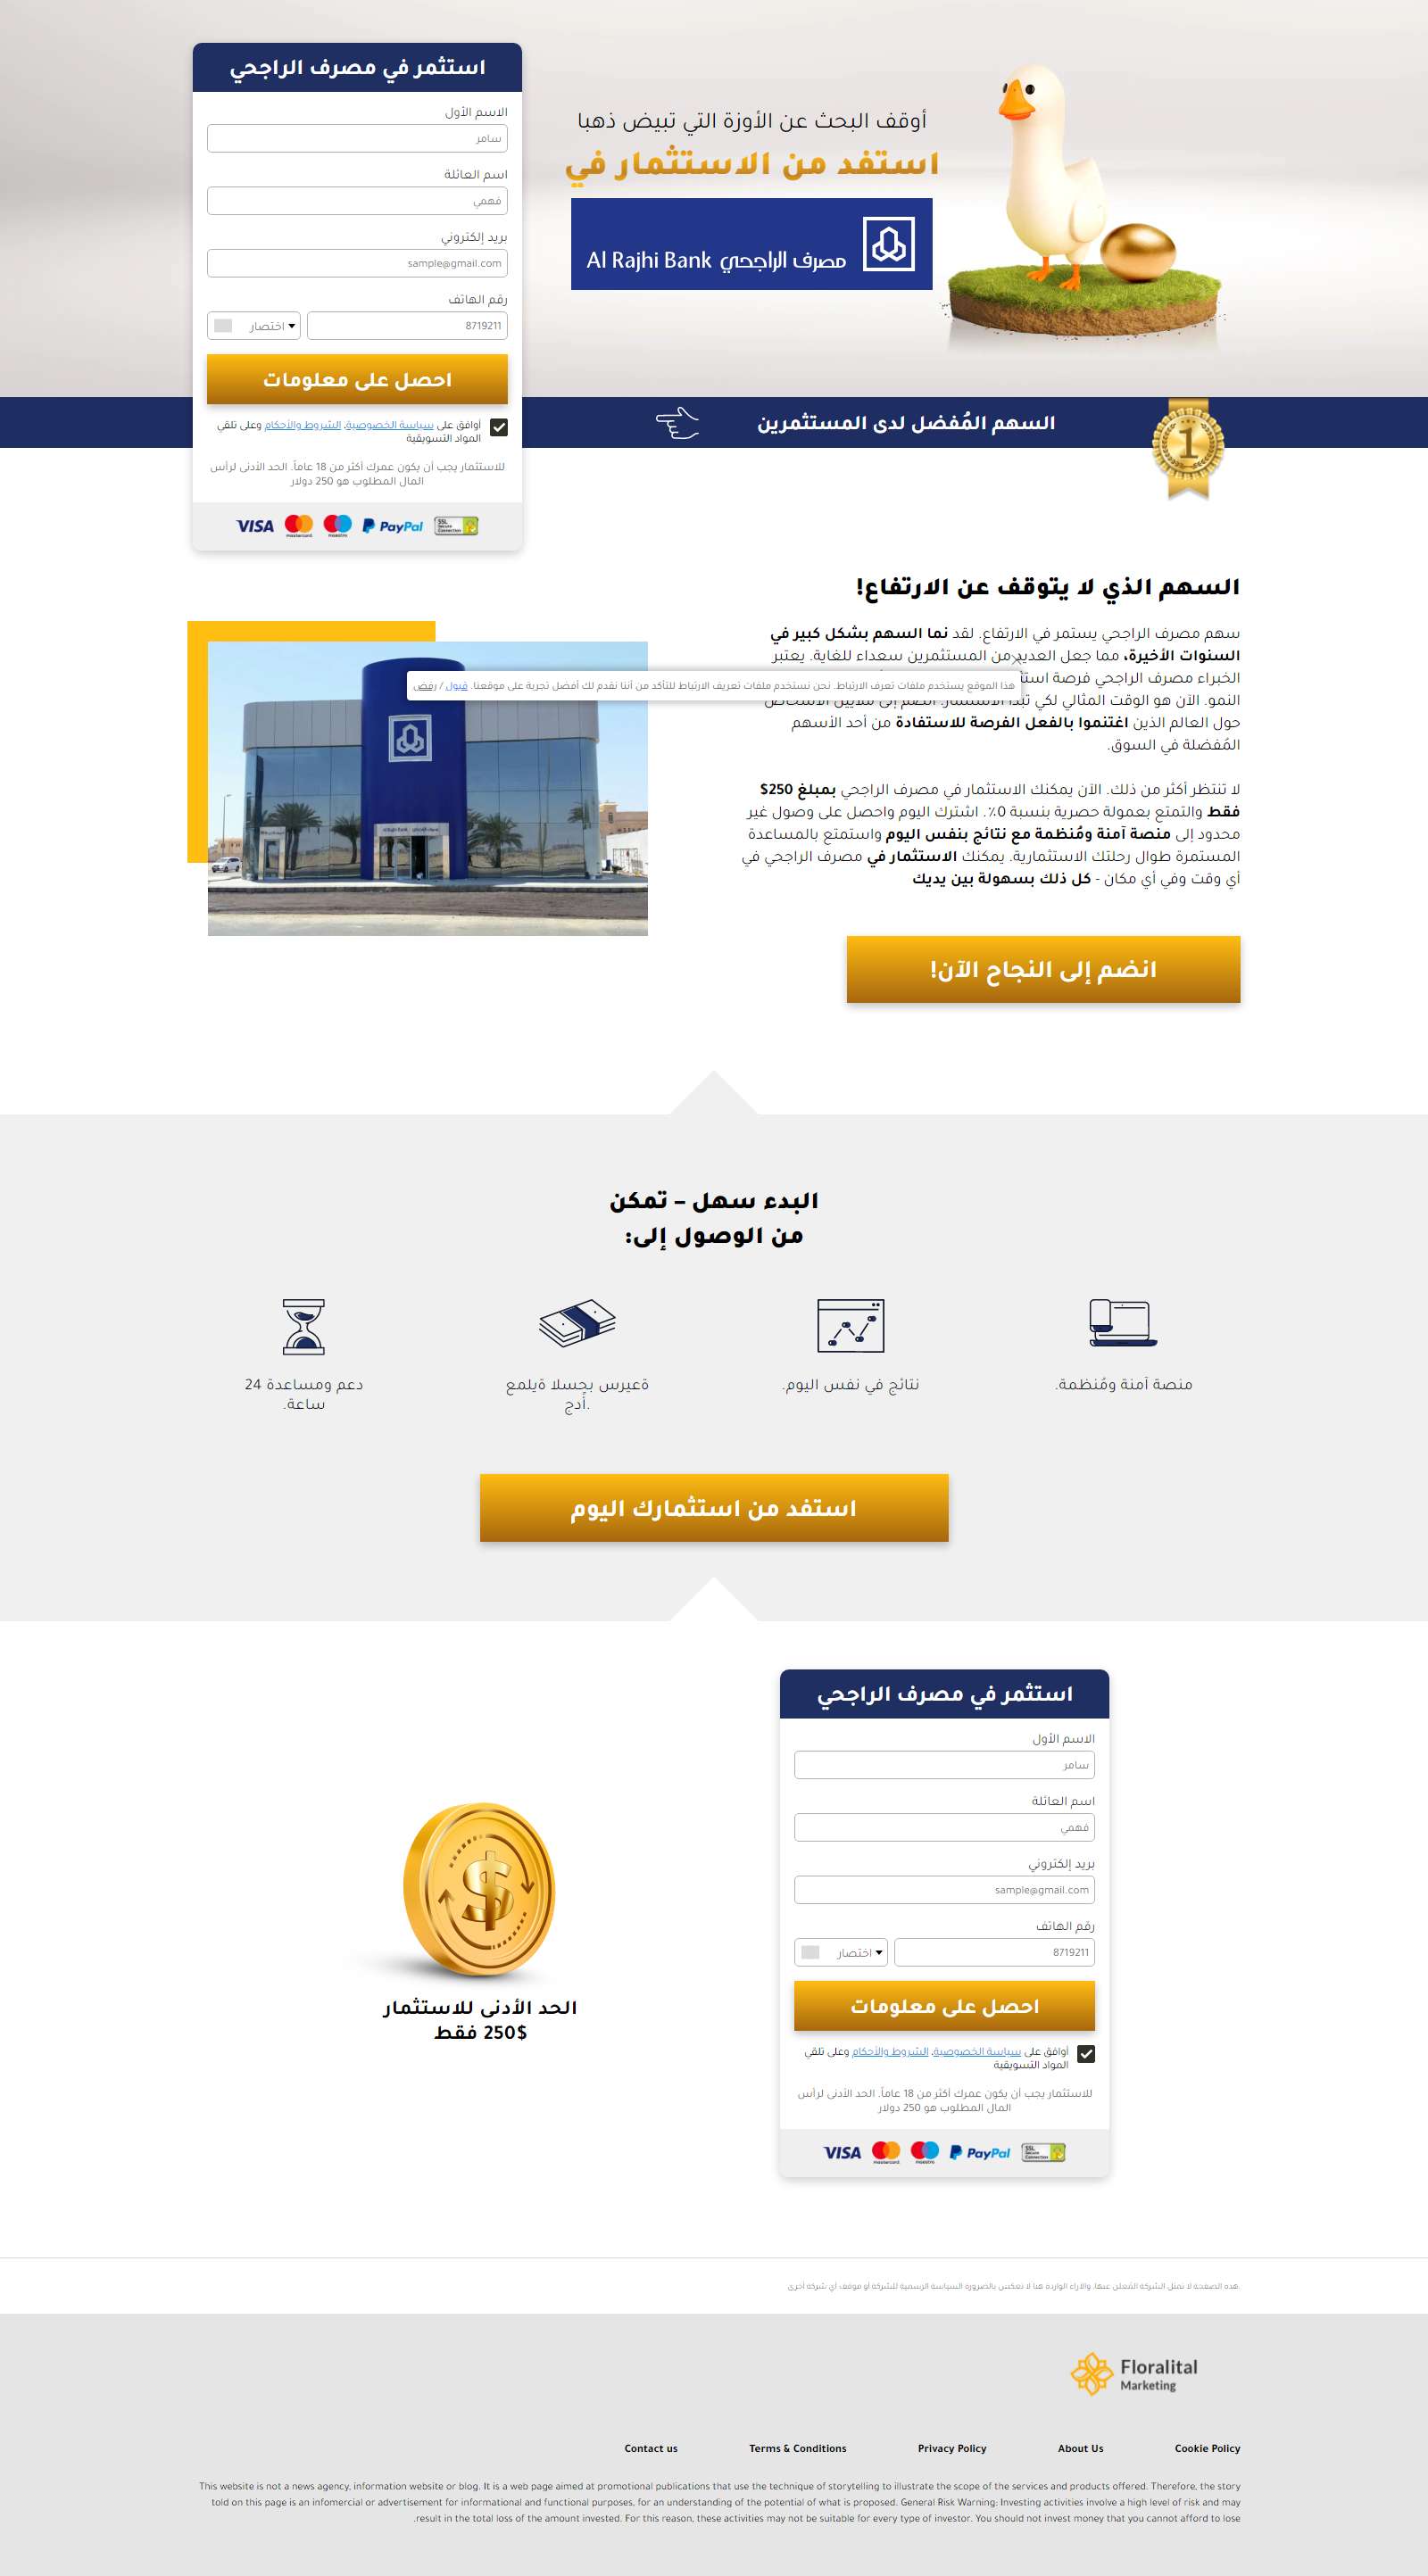 استثمر في مصرف الراجحي
الاسم الأول
سامر
اسم العائلة
فهمي
بريد إلكتروني
sample@gmail.com
رقم الهاتف
8719211
اختصار
احصل على معلومات
أوافق على سياسة الخصوصية، الشروط والأحكام وعلى تلقي
المواد التسويقية
للاستثمار يجب أن يكون عمرك أكثر من 18 عاماً. الحد الأدنى لرأس
المال المطلوب هو 250 دولار
VISA mastercard maestro PayPal SSL Secure Connection
أوقف البحث عن الأوزة التي تبيض ذهبا
استفد من الاستثمار في
مصرف الراجحي Al Rajhi Bank
السهم المُفضل لدى المستثمرين
1
السهم الذي لا يتوقف عن الارتفاع!
سهم مصرف الراجحي يستمر في الارتفاع. لقد نما السهم بشكل كبير في
السنوات الأخيرة، مما جعل العديد من المستثمرين سعداء للغاية. يعتبر
الخبراء مصرف الراجحي فرصة
هذا الموقع يستخدم ملفات تعرف الارتباط. نحن نستخدم ملفات تعريف الارتباط للتأكد من أننا نقدم لك أفضل تجربة على موقعنا. قبول / رفض
النمو. الآن هو الوقت المثالي لكي تبدأ الاستثمار. انضم إلى ملايين الأشخاص
حول العالم الذين اغتنموا بالفعل الفرصة للاستفادة من أحد الأسهم
المُفضلة في السوق.
لا تنتظر أكثر من ذلك. الآن يمكنك الاستثمار في مصرف الراجحي بمبلغ 250$
فقط والتمتع بعمولة حصرية بنسبة 0٪. اشترك اليوم واحصل على وصول غير
محدود إلى منصة آمنة ومُنظمة مع نتائج بنفس اليوم واستمتع بالمساعدة
المستمرة طوال رحلتك الاستثمارية. يمكنك الاستثمار في مصرف الراجحي في
أي وقت وفي أي مكان - كل ذلك بسهولة بين يديك
انضم إلى النجاح الآن!
البدء سهل – تمكن
من الوصول إلى:
منصة آمنة ومُنظمة.
نتائج في نفس اليوم.
ةعيرس بحسلا ةيلمع
.أدج
دعم ومساعدة 24
ساعة.
استفد من استثمارك اليوم
استثمر في مصرف الراجحي
الاسم الأول
سامر
اسم العائلة
فهمي
بريد إلكتروني
sample@gmail.com
رقم الهاتف
8719211
اختصار
احصل على معلومات
أوافق على سياسة الخصوصية، الشروط والأحكام وعلى تلقي
المواد التسويقية
للاستثمار يجب أن يكون عمرك أكثر من 18 عاماً. الحد الأدنى لرأس
المال المطلوب هو 250 دولار
VISA mastercard maestro PayPal SSL Secure Connection
الحد الأدنى للاستثمار
250$ فقط
هذه الصفحة لا تمثل الشركة المُعلن عنها. والآراء الواردة هنا لا تعكس بالضرورة السياسة الرسمية للشركة أو موقف أي شركة أخرى.
Floralital
Marketing
Contact us Terms & Conditions Privacy Policy About Us Cookie Policy
This website is not a news agency, information website or blog. It is a web page aimed at promotional publications that use the technique of storytelling to illustrate the scope of the services and products offered. Therefore, the story
told on this page is an infomercial or advertisement for informational and functional purposes, for an understanding of the potential of what is proposed. General Risk Warning: Investing activities involve a high level of risk and may
.result in the total loss of the amount invested. For this reason, these activities may not be suitable for every type of investor. You should not invest money that you cannot afford to lose